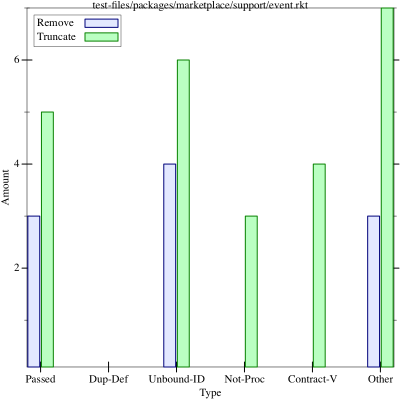 test-files/packages/marketplace/support/event.rkt
Remove
Truncate
6
4
2
Amount
Passed Dup-Def Unbound-ID Not-Proc Contract-V Other
Type